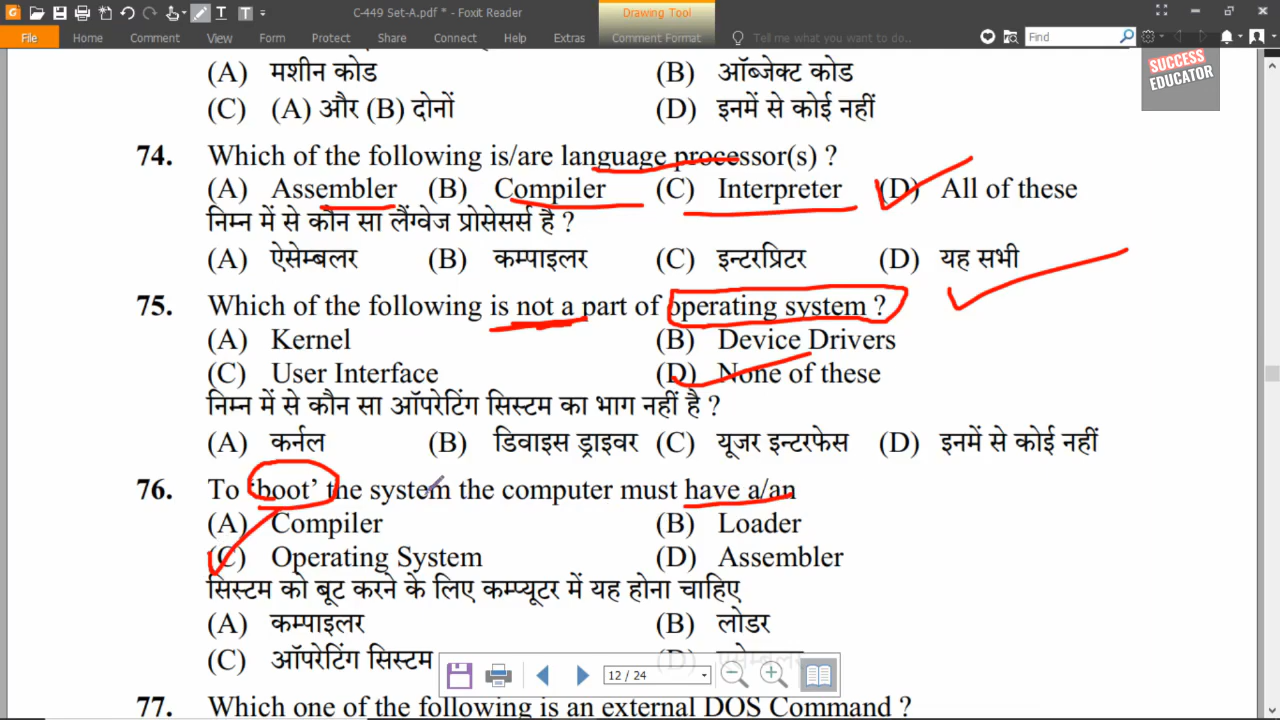 C-449 Set-A.pdf * - Foxit Reader
Drawing Tool
File Home Comment View Form Protect Share Connect Help Extras Comment Format Tell me what you want to do.. Find
SUCCESS
EDUCATOR
(A) मशीन कोड (B) ऑब्जेक्ट कोड
(C) (A) और (B) दोनों (D) इनमें से कोई नहीं
74. Which of the following is/are language processor(s) ?
(A) Assembler (B) Compiler (C) Interpreter (D) All of these
निम्न में से कौन सा लैंग्वेज प्रोसेसर्स है ?
(A) ऐसेम्बलर (B) कम्पाइलर (C) इन्टरप्रिटर (D) यह सभी
75. Which of the following is not a part of operating system ?
(A) Kernel (B) Device Drivers
(C) User Interface (D) None of these
निम्न में से कौन सा ऑपरेटिंग सिस्टम का भाग नहीं है ?
(A) कर्नल (B) डिवाइस ड्राइवर (C) यूजर इन्टरफेस (D) इनमें से कोई नहीं
76. To ‘boot’ the system the computer must have a/an
(A) Compiler (B) Loader
(C) Operating System (D) Assembler
सिस्टम को बूट करने के लिए कम्प्यूटर में यह होना चाहिए
(A) कम्पाइलर (B) लोडर
(C) ऑपरेटिंग सिस्टम (D)
12 / 24
77. Which one of the following is an external DOS Command ?